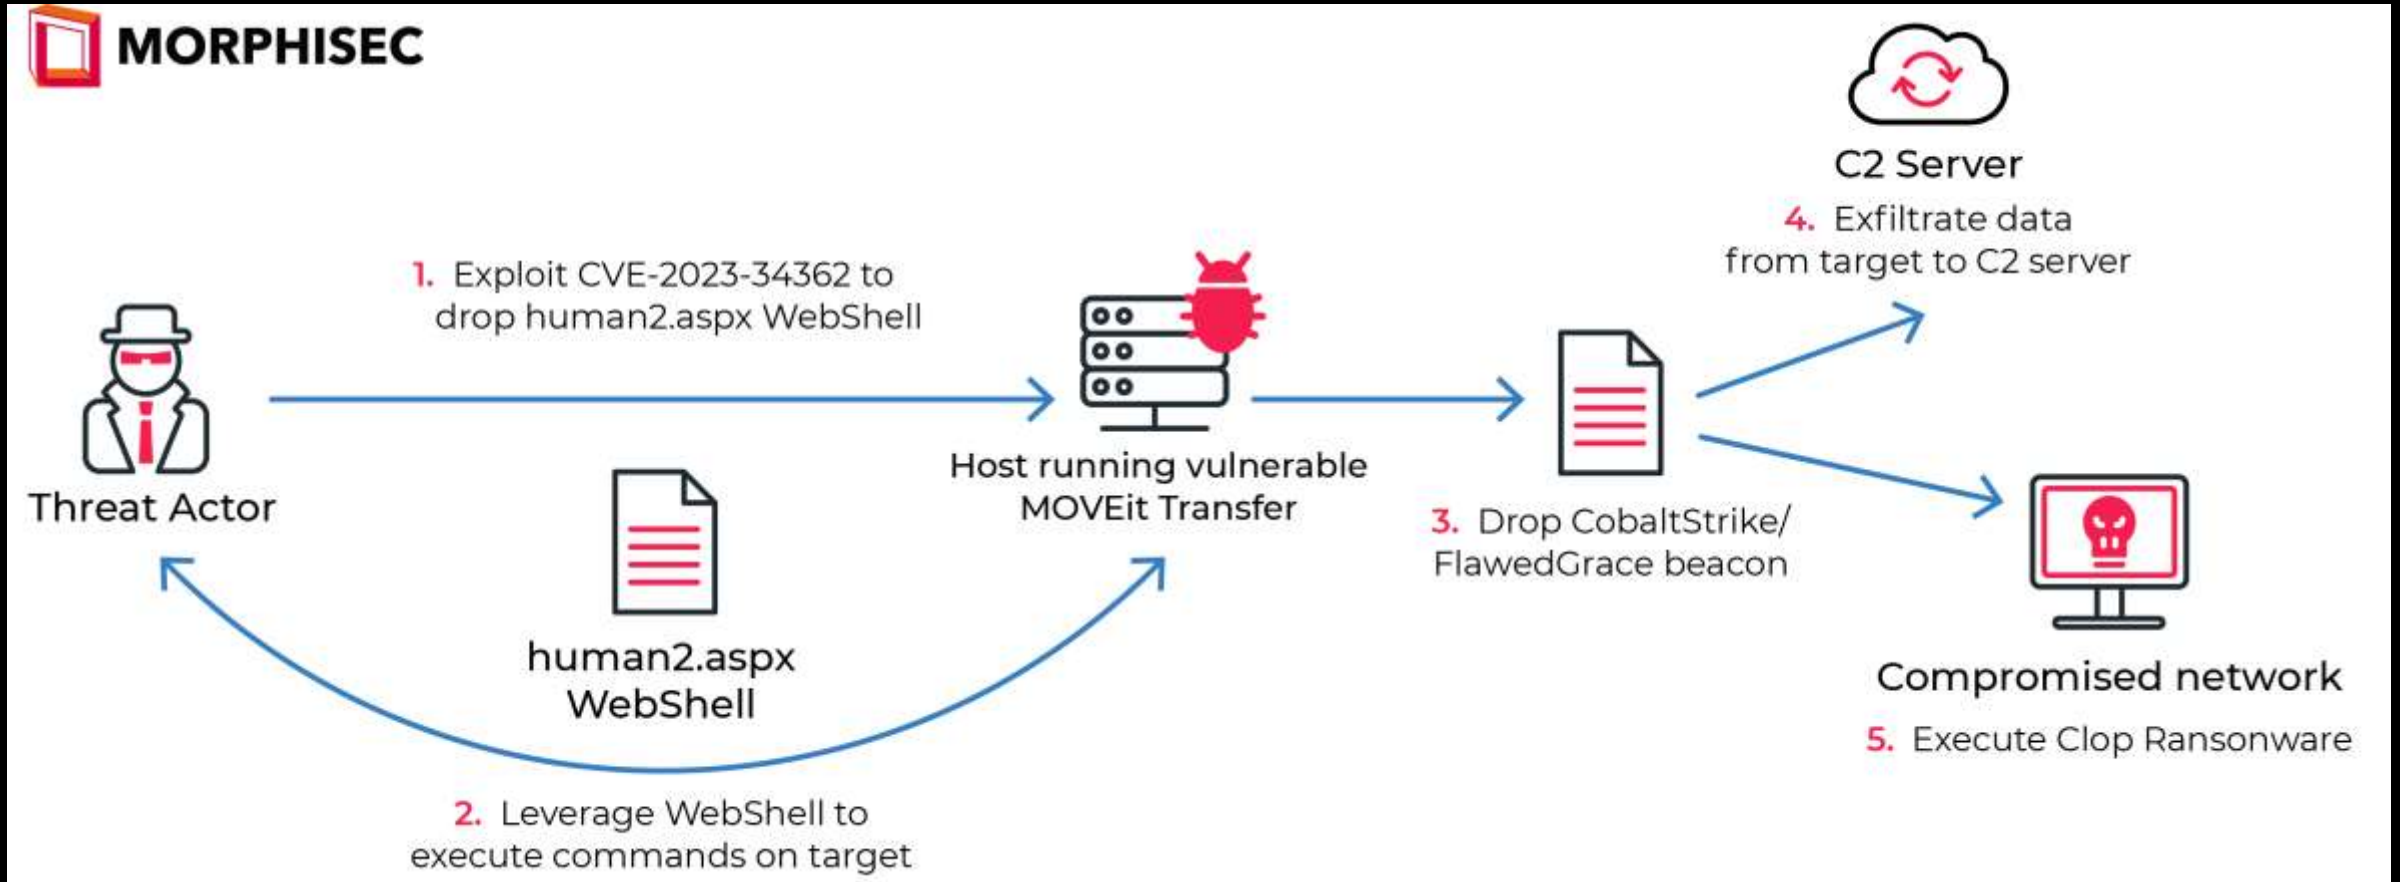 MORPHISEC
C2 Server
4. Exfiltrate data
from target to C2 server
1. Exploit CVE-2023-34362 to
drop human2.aspx WebShell
Threat Actor
Host running vulnerable
MOVEit Transfer
human2.aspx
WebShell
2. Leverage WebShell to
execute commands on target
3. Drop CobaltStrike/
FlawedGrace beacon
Compromised network
5. Execute Clop Ransonware